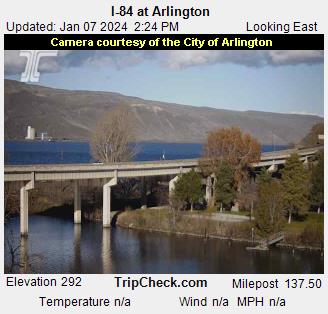 I-84 at Arlington
Updated: Jan 07 2024 2:24 PM Looking East
Camera courtesy of the City of Arlington
Elevation 292 TripCheck.com Milepost 137.50
Temperature n/a Wind n/a MPH n/a